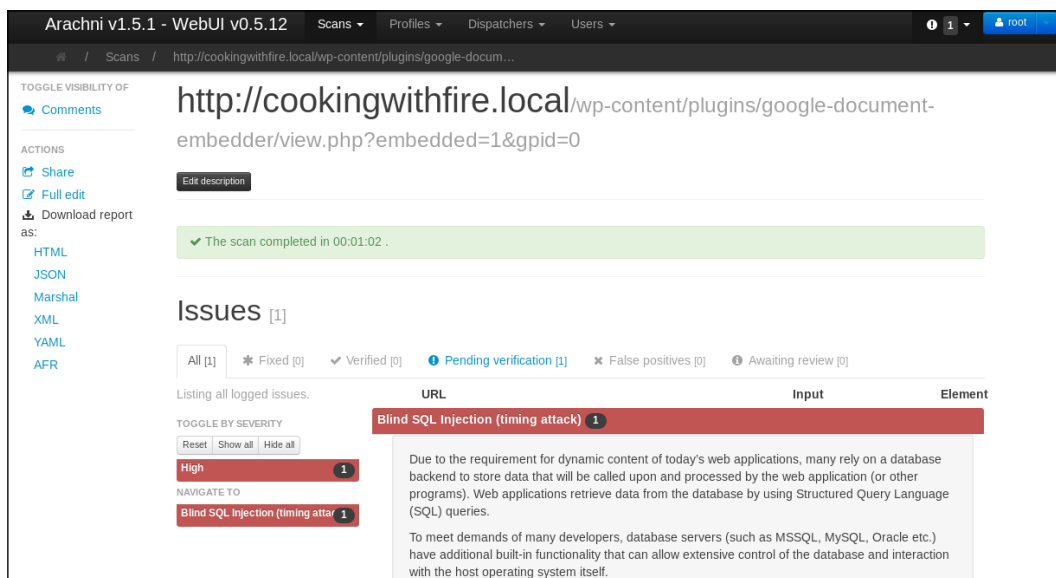 Arachni v1.5.1 - WebUI v0.5.12 Scans Profiles Dispatchers Users 1 root
/ Scans / http://cookingwithfire.local/wp-content/plugins/google-docum…
TOGGLE VISIBILITY OF
Comments
ACTIONS
Share
Full edit
Download report
as:
HTML
JSON
Marshal
XML
YAML
AFR
http://cookingwithfire.local/wp-content/plugins/google-document-
embedder/view.php?embedded=1&gpid=0
Edit description
The scan completed in 00:01:02 .
Issues [1]
All [1] Fixed [0] Verified [0] Pending verification [1] False positives [0] Awaiting review [0]
Listing all logged issues.
TOGGLE BY SEVERITY
Reset Show all Hide all
High 1
NAVIGATE TO
Blind SQL Injection (timing attac 1
URL Input Element
Blind SQL Injection (timing attack) 1
Due to the requirement for dynamic content of today's web applications, many rely on a database
backend to store data that will be called upon and processed by the web application (or other
programs). Web applications retrieve data from the database by using Structured Query Language
(SQL) queries.
To meet demands of many developers, database servers (such as MSSQL, MySQL, Oracle etc.)
have additional built-in functionality that can allow extensive control of the database and interaction
with the host operating system itself.